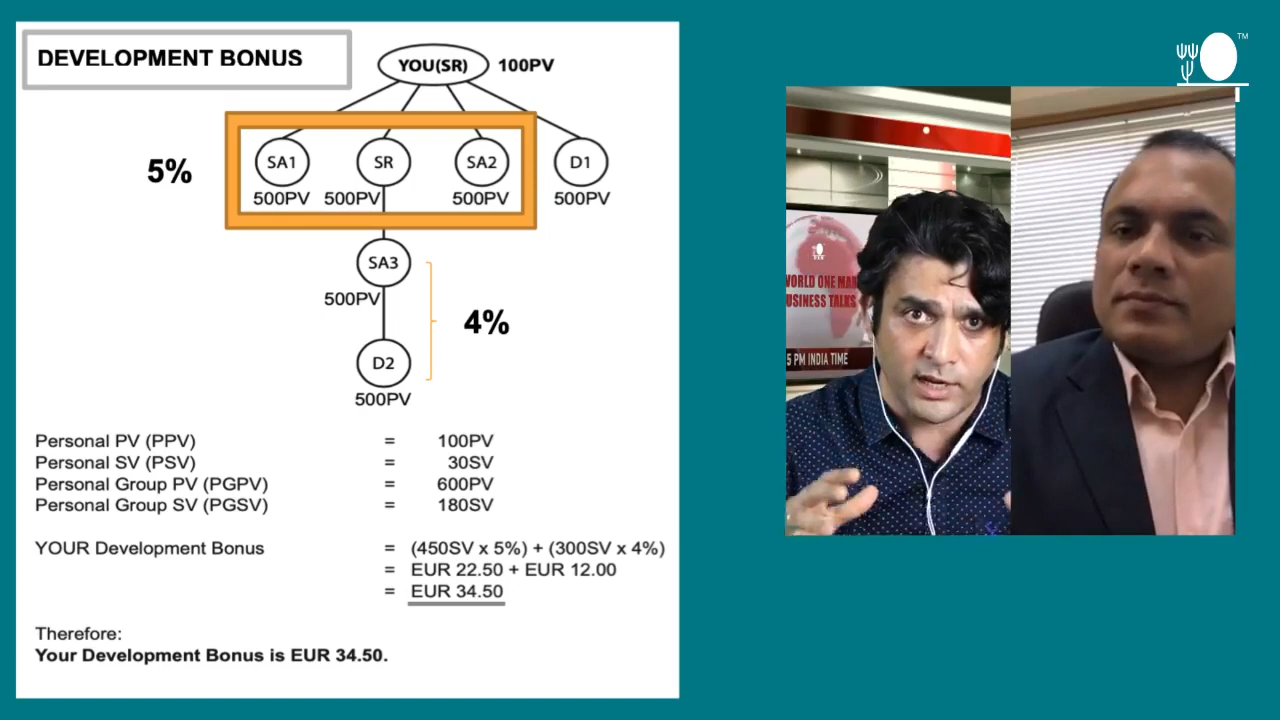 DEVELOPMENT BONUS
YOU(SR) 100PV
5%
SA1 SR SA2 D1
500PV 500PV 500PV 500PV
SA3
500PV
4%
D2
500PV
Personal PV (PPV) = 100PV
Personal SV (PSV) = 30SV
Personal Group PV (PGPV) = 600PV
Personal Group SV (PGSV) = 180SV
YOUR Development Bonus = (450SV x 5%) + (300SV x 4%)
= EUR 22.50 + EUR 12.00
= EUR 34.50
Therefore:
Your Development Bonus is EUR 34.50.
TM
WORLD ONE MAR
USINESS TALKS
5 PM INDIA TIME